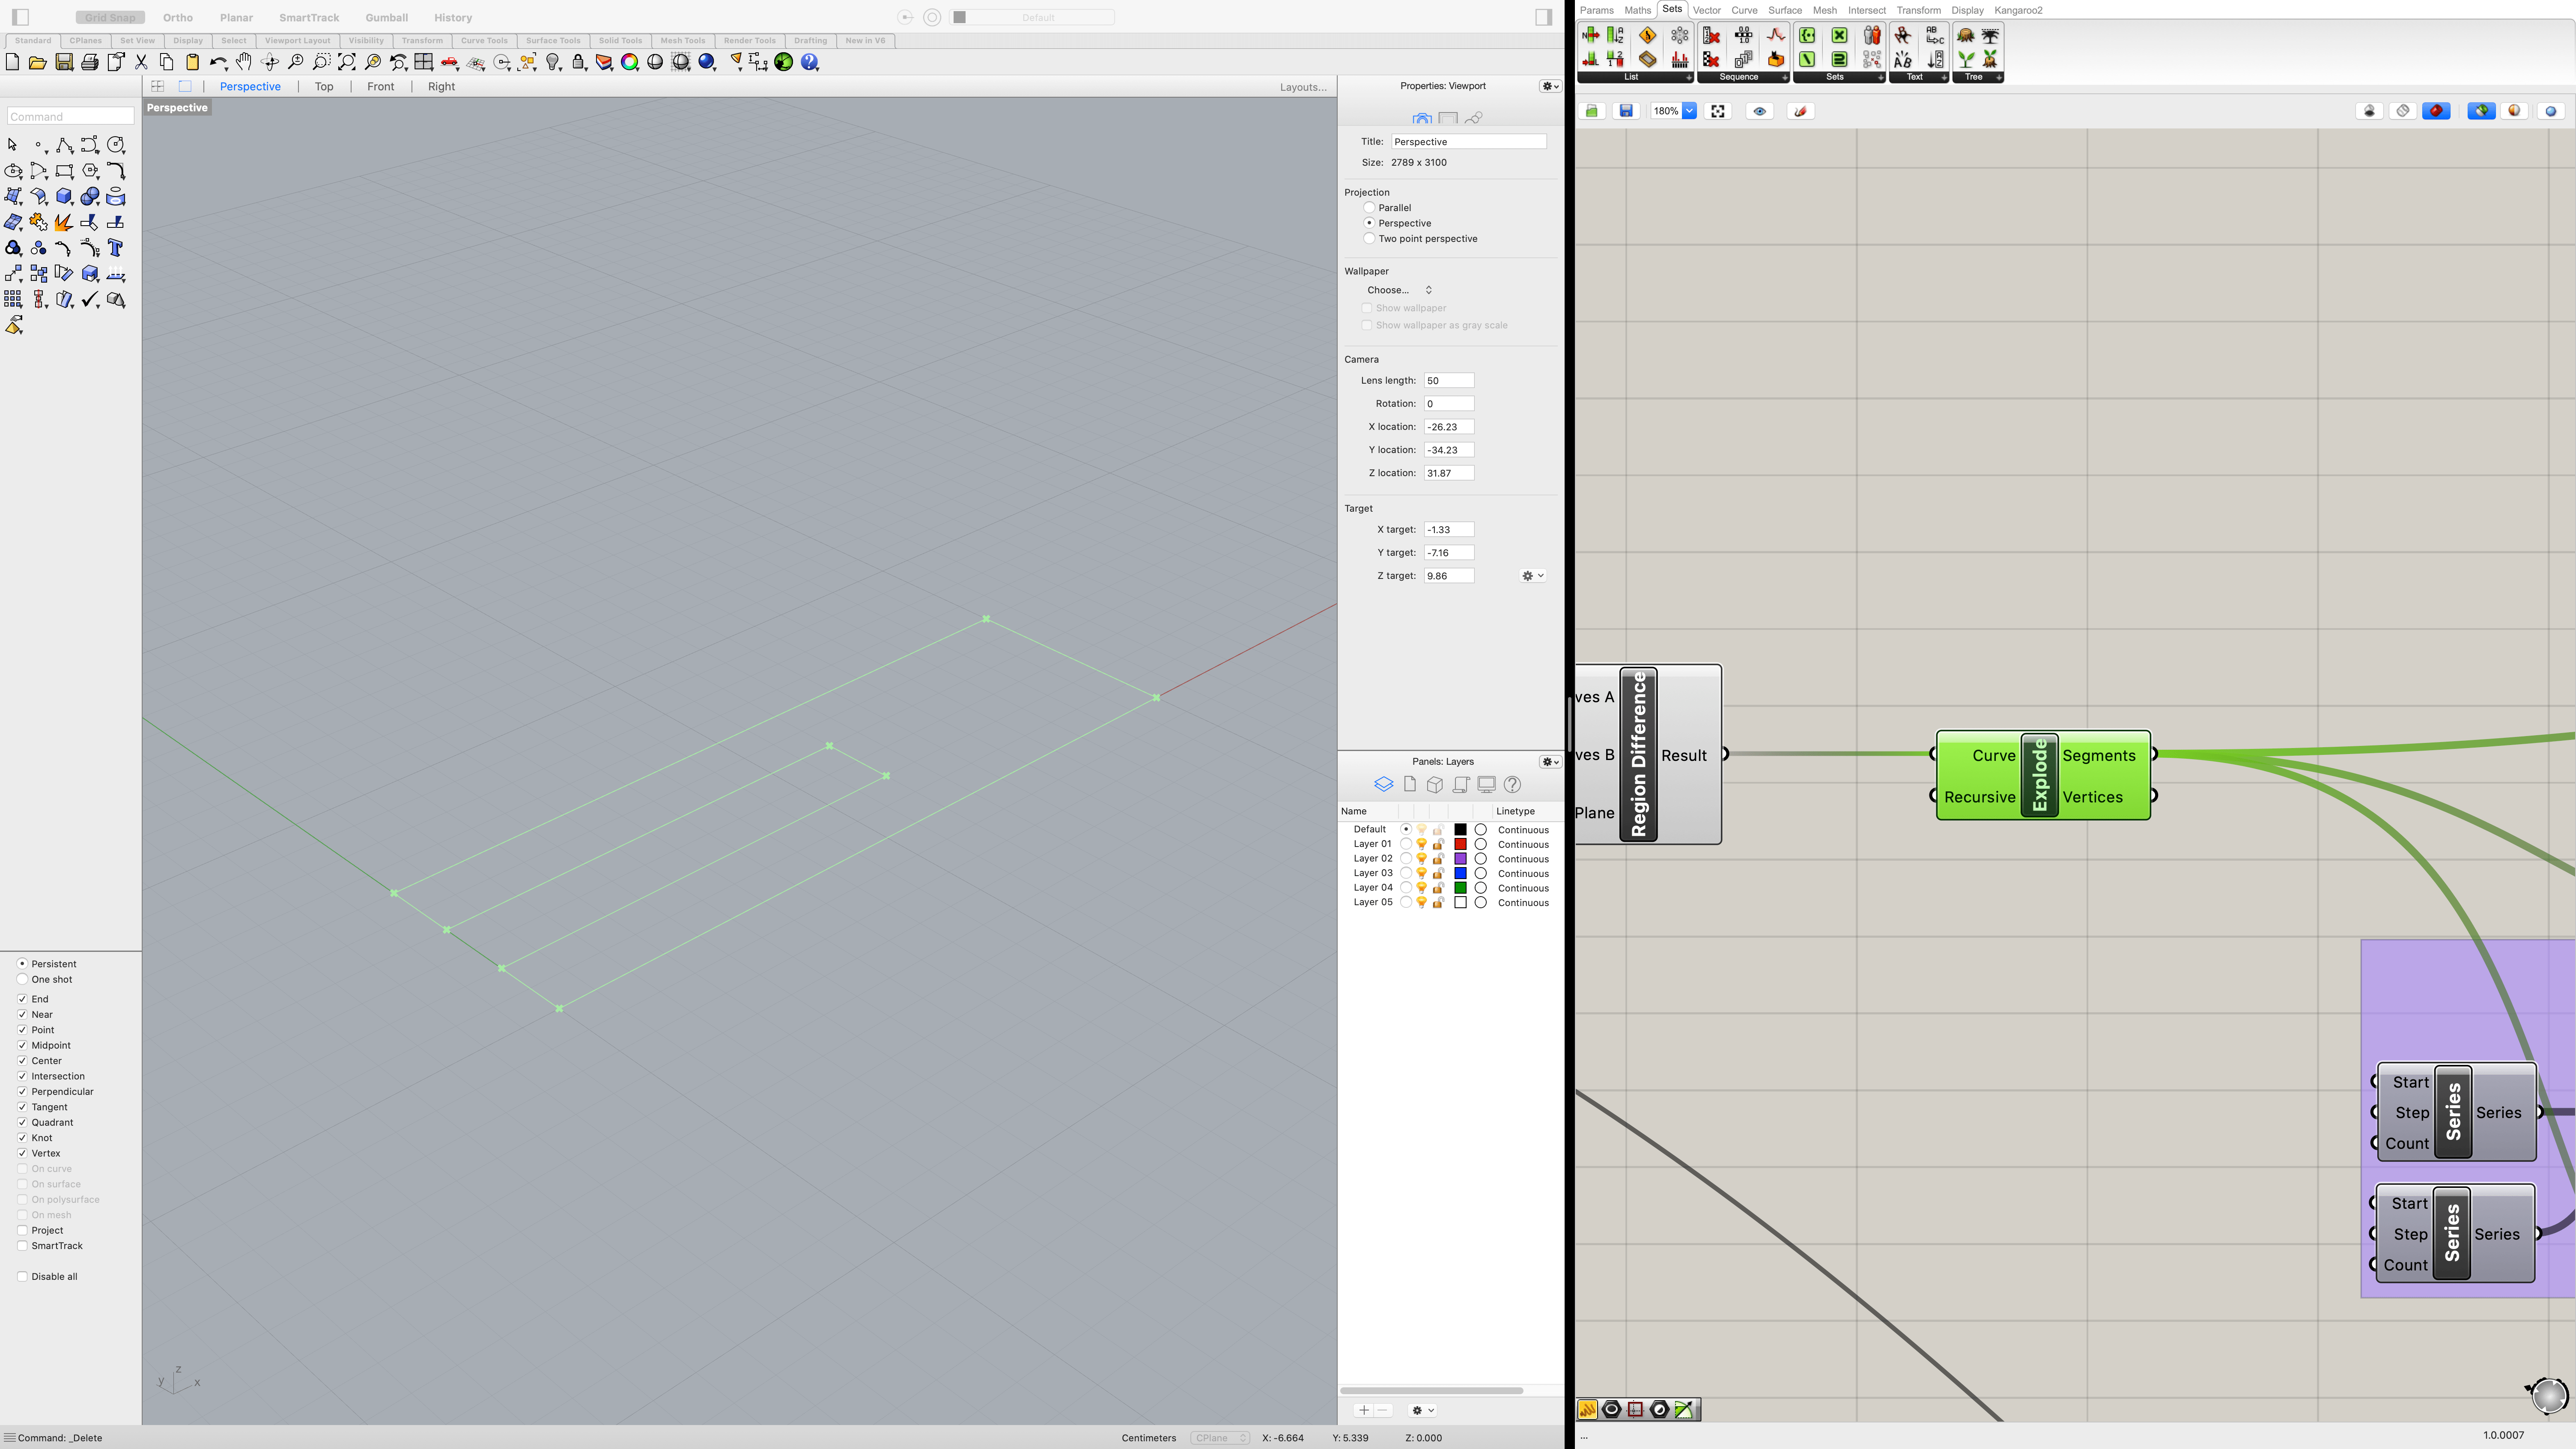 Grid Snap
Ortho
Planar
SmartTrack
Gumball
History
Default
Standard
CPlanes
Set View
Display
Select
Viewport Layout
Visibility
Transform
Curve Tools
Surface Tools
Solid Tools
Mesh Tools
Render Tools
Drafting
New in V6
Perspective
Top
Front
Right
Layouts...
Perspective
Command
Persistent
One shot
End
Near
Point
Midpoint
Center
Intersection
Perpendicular
Tangent
Quadrant
Knot
Vertex
On curve
On surface
On polysurface
On mesh
Project
SmartTrack
Disable all
z
y
x
Properties: Viewport
Title: Perspective
Size: 2789 x 3100
Projection
Parallel
Perspective
Two point perspective
Wallpaper
Choose...
Show wallpaper
Show wallpaper as gray scale
Camera
Lens length: 50
Rotation: 0
X location: -26.23
Y location: -34.23
Z location: 31.87
Target
X target: -1.33
Y target: -7.16
Z target: 9.86
Panels: Layers
Name Linetype
Default Continuous
Layer 01 Continuous
Layer 02 Continuous
Layer 03 Continuous
Layer 04 Continuous
Layer 05 Continuous
Command: _Delete
Centimeters
CPlane
X: -6.664
Y: 5.339
Z: 0.000
Params
Maths
Sets
Vector
Curve
Surface
Mesh
Intersect
Transform
Display
Kangaroo2
List
Sequence
Sets
Text
Tree
180%
ves A
ves B
Plane
Region Difference
Result
Curve
Recursive
Explode
Segments
Vertices
Start
Step
Count
Series
Series
Start
Step
Count
Series
Series
...
1.0.0007